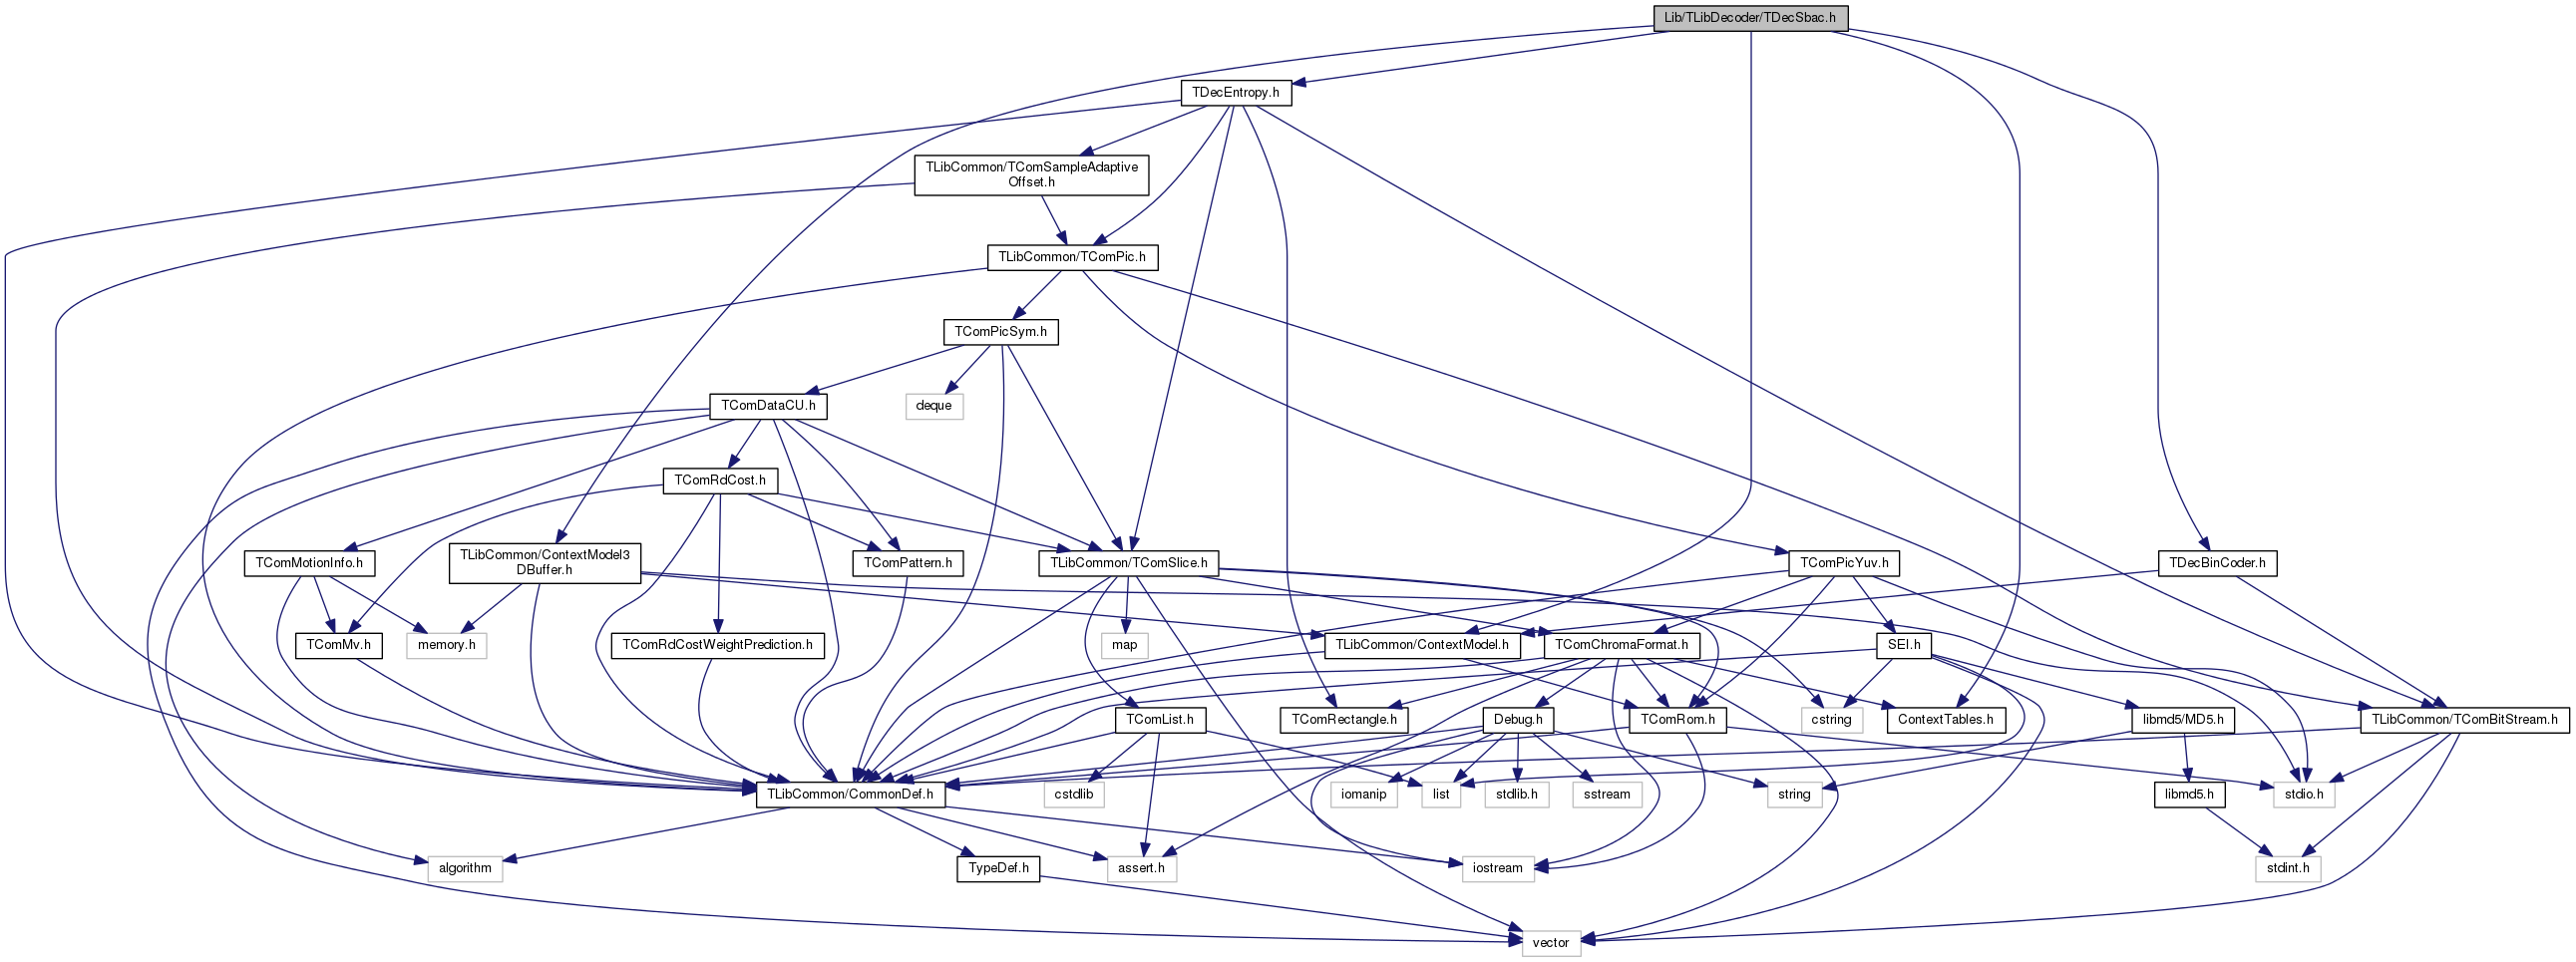 Lib/TLibDecoder/TDecSbac.h
TDecEntropy.h
TLibCommon/TComSampleAdaptive
Offset.h
TLibCommon/TComPic.h
TComPicSym.h
TComDataCU.h
deque
TComRdCost.h
TComMotionInfo.h
TLibCommon/ContextModel3
DBuffer.h
TComPattern.h
TLibCommon/TComSlice.h
TComPicYuv.h
TDecBinCoder.h
TComMv.h
memory.h
TComRdCostWeightPrediction.h
map
TLibCommon/ContextModel.h
TComChromaFormat.h
SEI.h
TComList.h
TComRectangle.h
Debug.h
TComRom.h
cstring
ContextTables.h
libmd5/MD5.h
TLibCommon/TComBitStream.h
TLibCommon/CommonDef.h
cstdlib
iomanip
list
stdlib.h
sstream
string
libmd5.h
stdio.h
algorithm
TypeDef.h
assert.h
iostream
stdint.h
vector